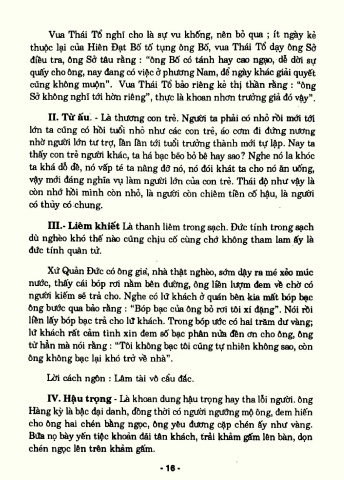 Vua Thái Tổ nghĩ cho là sự vu khống, nên bỏ qua ; ít ngày kẻ
thuộc lại của Hiên Đạt Bố tố tụng ông Bố, vua Thái Tổ dạy ông Sở
điều tra, ông Sở tâu rằng : “ông Bố có tánh hay cao ngạo, dễ dời sự
quấy cho ông, nay đang có việc ở phương Nam, để ngày khác giải quyết
cũng không muộn”. Vua Thái Tổ bảo riêng kẻ thị thần rằng : “ông
Sở không nghĩ tới hờn riêng”, thực là khoan nhơn trưởng giả đó vậy”.
II. Từ ấu. - Là thương con trẻ. Người ta phải có nhỏ rồi mới tới
lớn ta cũng có hồi tuổi nhỏ như các con trẻ, áo cơm đi đứng nương
nhờ người lớn tư trợ, lần lần tới tuổi trưởng thành mới tự lập. Nay ta
thấy con trẻ người khác, ta há bạc bẽo bỏ bê hay sao? Nghe nó la khóc
ta khá dỗ dề, nó vấp té ta nâng đỡ nó, nó đói khát ta cho nó ăn uống,
vậy mới đáng nghĩa vụ làm người lớn của con trẻ. Thái độ như vậy là
còn nhớ hồi mình còn nhỏ, là người còn chiêm tiền cố hậu, là người
có thủy có chung.
III.- Liêm khiết Là thanh liêm trong sạch. Đức tính trong sạch
dù nghèo khó thế nào cũng chịu cố cùng chớ không tham lam ấy là
đức tính quân tử.
Xứ Quản Đức có ông già, nhà thật nghèo, sớm dậy ra mé xẻo múc
nước, thấy cái bóp rơi nằm bên đường, ông liền lượm đem về chờ có
người kiếm sẽ trả cho. Nghe có lữ khách ở quán bên kia mất bóp bạc
ông bước qua bảo rằng : “Bóp bạc của ông bỏ rơi tôi xí đặng”. Nói rồi
liền lấy bóp bạc trả cho lữ khách. Trong bóp ước có hai trăm dư vàng;
lữ khách rất cảm tình xin đem số bạc phân nửa đền ơn cho ông, ông
từ hẳn mà nói rằng : “Tôi không bạc tôi cũng tự nhiên không sao, còn
ông không bạc lại khó trở về nhà”.
Lời cách ngôn : Lâm tài vô cẩu đắc.
IV. Hậu trọng - Là khoan dung hậu trọng hay tha lỗi người. ông
Hàng kỳ là bậc đại danh, đồng thời có người ngưỡng mộ ông, đem hiến
cho ông hai chén bằng ngọc, ông yêu đương cặp chén ấy như vàng.
Bữa nọ bày yến tiệc khoản đãi tân khách, trải khảm gấm lên bàn, dọn
chén ngọc lên trên khảm gấm.
- 16 -